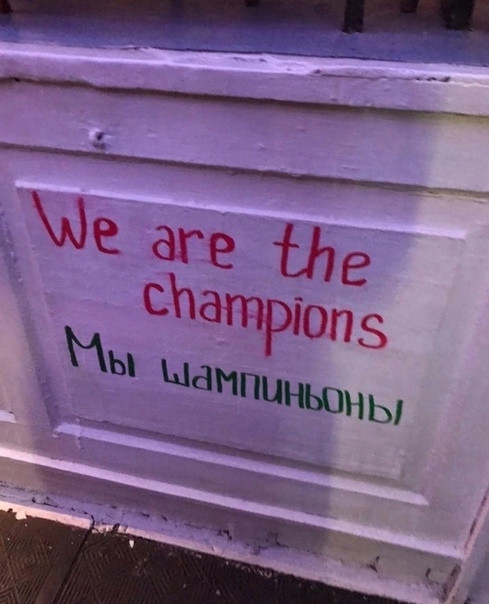 We are the
champions
Мы шампиньоны